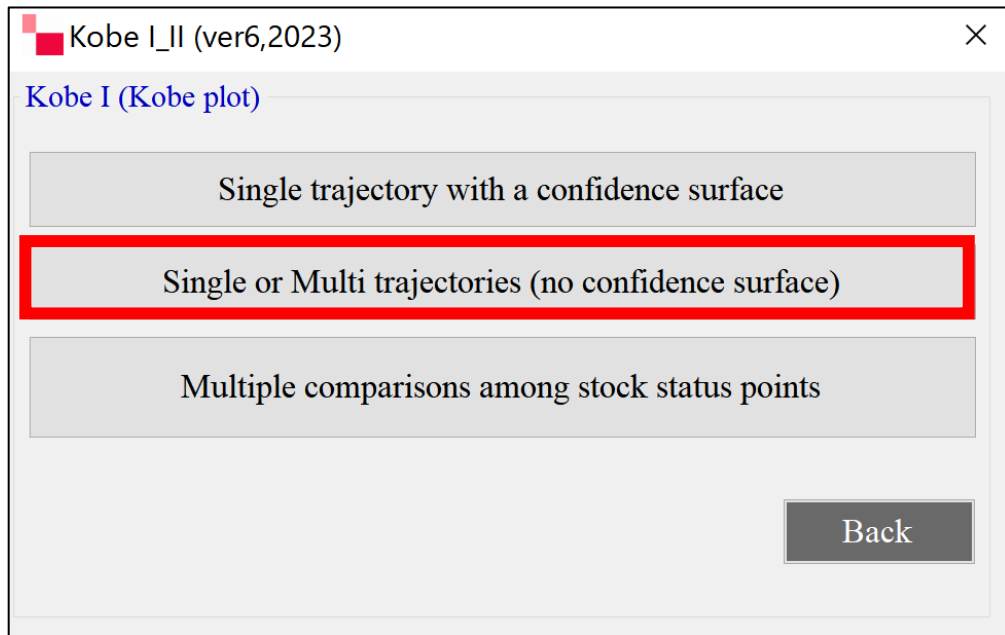 Kobe I_II (ver6,2023)
Kobe I (Kobe plot)
Single trajectory with a confidence surface
Single or Multi trajectories (no confidence surface)
Multiple comparisons among stock status points
Back